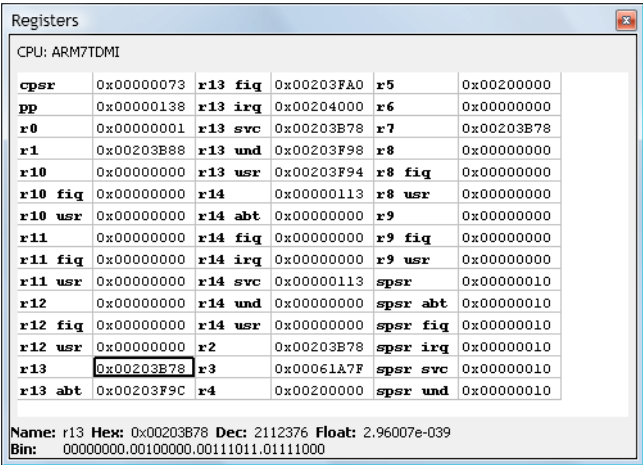 Registers
CPU: ARM7TDMI
cpsr 0x00000073 r13 fiq 0x00203FA0 r5 0x00200000
pp 0x00000138 r13 irq 0x00204000 r6 0x00000000
r0 0x00000001 r13 svc 0x00203B78 r7 0x00203B78
r1 0x00203B88 r13 und 0x00203F98 r8 0x00000000
r10 0x00000000 r13 usr 0x00203F94 r8 fiq 0x00000000
r10 fiq 0x00000000 r14 0x00000113 r8 usr 0x00000000
r10 usr 0x00000000 r14 abt 0x00000000 r9 0x00000000
r11 0x00000000 r14 fiq 0x00000000 r9 fiq 0x00000000
r11 fiq 0x00000000 r14 irq 0x00000000 r9 usr 0x00000000
r11 usr 0x00000000 r14 svc 0x00000113 spsr 0x00000010
r12 0x00000000 r14 und 0x00000000 spsr abt 0x00000010
r12 fiq 0x00000000 r14 usr 0x00000000 spsr fiq 0x00000010
r12 usr 0x00000000 r2 0x00203B78 spsr irq 0x00000010
r13 0x00203B78 r3 0x00061A7F spsr svc 0x00000010
r13 abt 0x00203F9C r4 0x00200000 spsr und 0x00000010
Name: r13 Hex: 0x00203B78 Dec: 2112376 Float: 2.96007e-039
Bin: 00000000.00100000.00111011.01111000